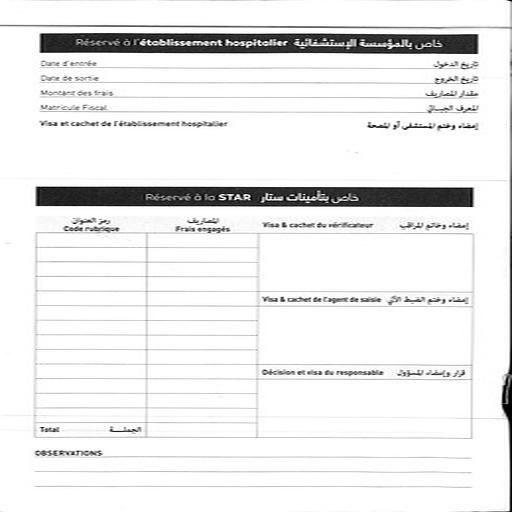 Réservé à l'établissement hospitalier خاص بالمؤسسة الإستشفائية
Date d'entrée تاريخ الدخول
Date de sortie تاريخ الخروج
Montant des frais مقدار المصاريف
Matricule Fiscal المعرف الجبائي
Visa et cachet de l'établissement hospitalier إمضاء وختم المستشفى أو المصحة
Réservé à la STAR خاص بتأمينات ستار
رمز العنوان المصاريف
Code rubrique Frais engagés Visa & cachet du vérificateur إمضاء وخاتم المراقب
Visa & cachet de l'agent de saisie إمضاء وختم الضبط الآلي
Décision et visa du responsable قرار وإمضاء المسؤول
Total الجملـــة
OBSERVATIONS